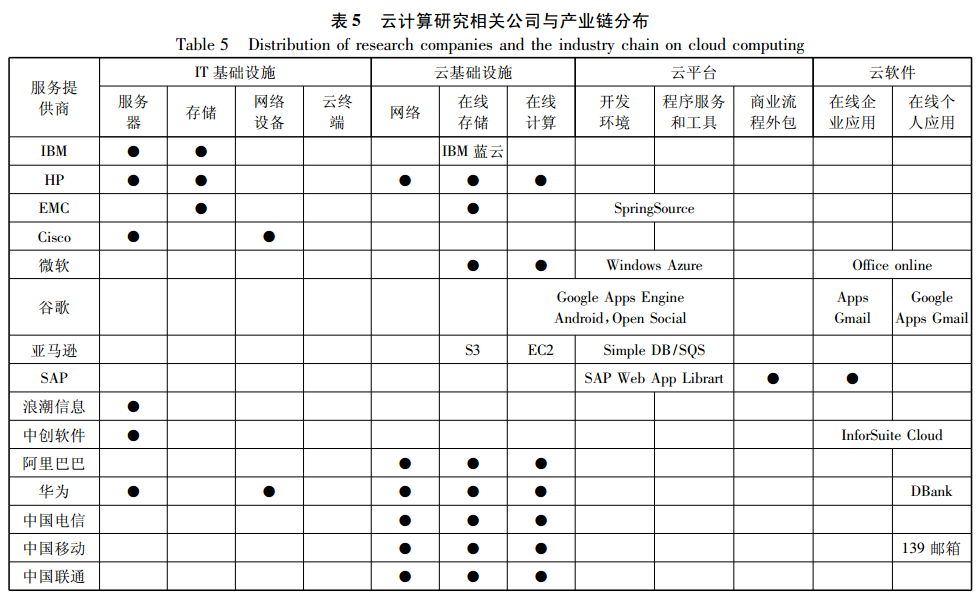 表 5 云计算研究相关公司与产业链分布
Table 5 Distribution of research companies and the industry chain on cloud computing
服务提供商 IT 基础设施 云基础设施 云平台 云软件
服务器 存储 网络设备 云终端 网络 在线存储 在线计算 开发环境 程序服务和工具 商业流程外包 在线企业应用 在线个人应用
IBM ● ● IBM 蓝云
HP ● ● ● ● ●
EMC ● ● SpringSource
Cisco ● ●
微软 ● ● Windows Azure Office online
谷歌 Google Apps Engine Android,Open Social Apps Gmail Google Apps Gmail
亚马逊 S3 EC2 Simple DB/SQS
SAP SAP Web App Librart ● ●
浪潮信息 ●
中创软件 ● InforSuite Cloud
阿里巴巴 ● ● ●
华为 ● ● ● ● ● DBank
中国电信 ● ● ●
中国移动 ● ● ● 139 邮箱
中国联通 ● ● ●